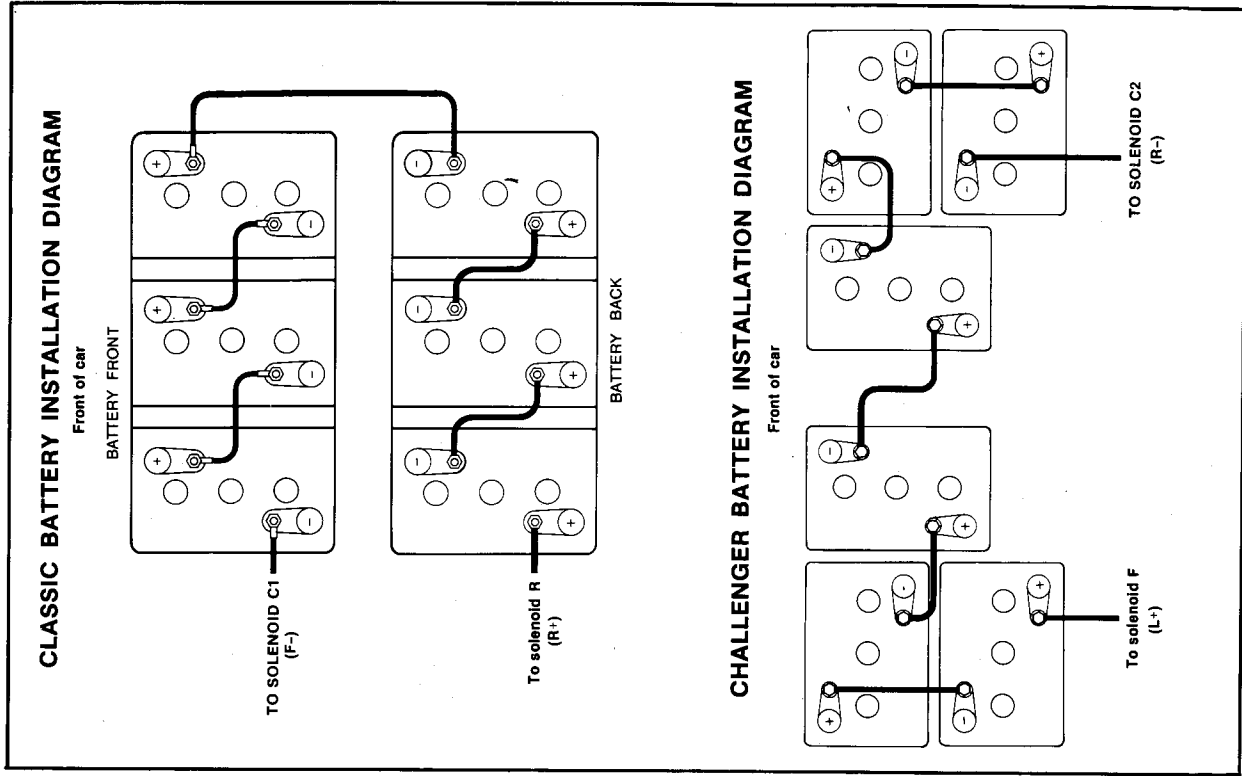 CLASSIC BATTERY INSTALLATION DIAGRAM
Front of car
BATTERY FRONT
+
+
+
-
-
-
TO SOLENOID C1
(F-)
-
-
-
+
+
+
To solenoid R
(R+)
BATTERY BACK
CHALLENGER BATTERY INSTALLATION DIAGRAM
Front of car
+
-
-
+
-
+
-
+
+
-
-
+
To solenoid F
(L+)
TO SOLENOID C2
(R-)